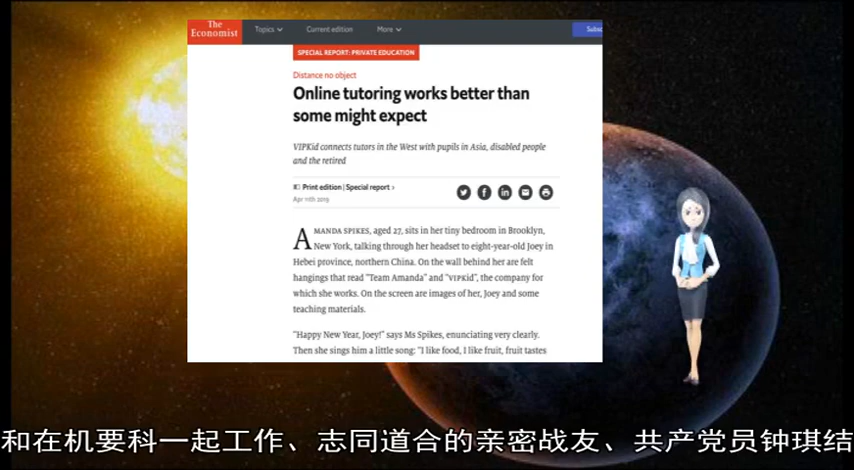 The
Economist
Topics
Current edition
More
Subsc
SPECIAL REPORT: PRIVATE EDUCATION
Distance no object
Online tutoring works better than
some might expect
VIPKid connects tutors in the West with pupils in Asia, disabled people
and the retired
Print edition | Special report ›
Apr 11th 2019
AMANDA SPIKES, aged 27, sits in her tiny bedroom in Brooklyn,
New York, talking through her headset to eight-year-old Joey in
Hebei province, northern China. On the wall behind her are felt
hangings that read "Team Amanda" and "VIPKid", the company for
which she works. On the screen are images of her, Joey and some
teaching materials.
"Happy New Year, Joey!" says Ms Spikes, enunciating very clearly.
Then she sings him a little song: "I like food, I like fruit, fruit tastes
和在机要科一起工作、志同道合的亲密战友、共产党员钟琪结